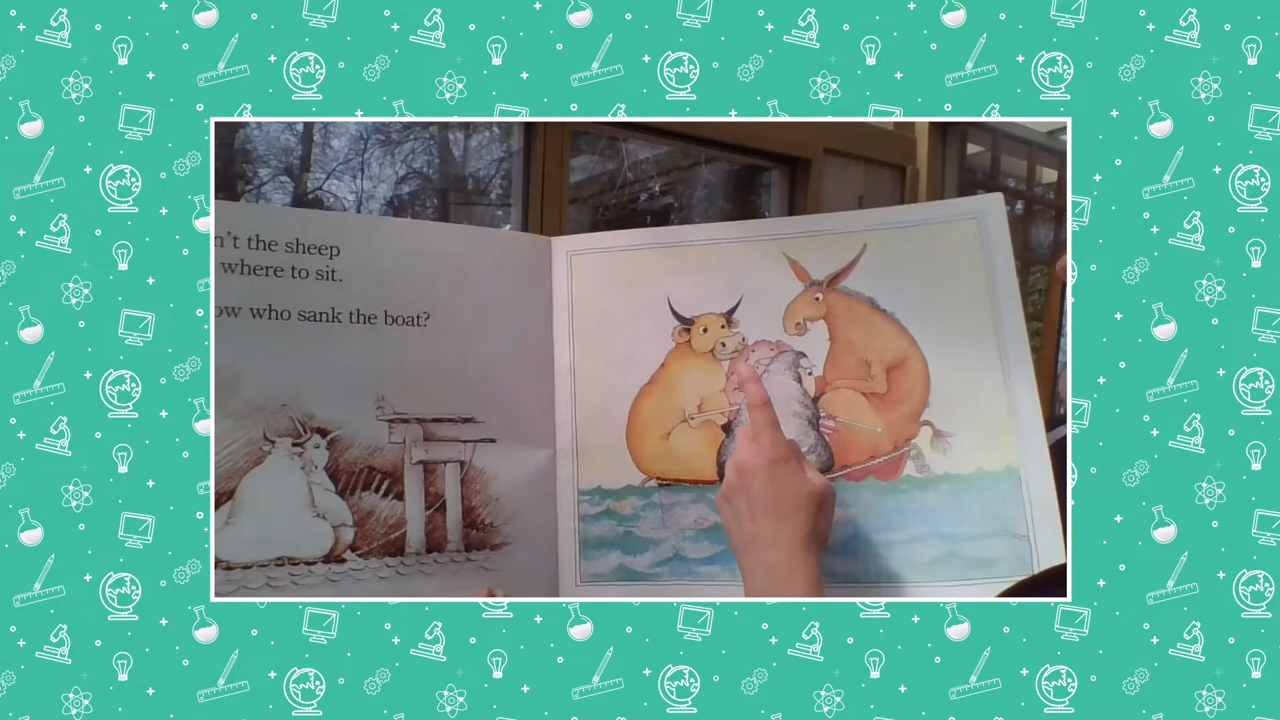 n't the sheep
where to sit.
ow who sank the boat?